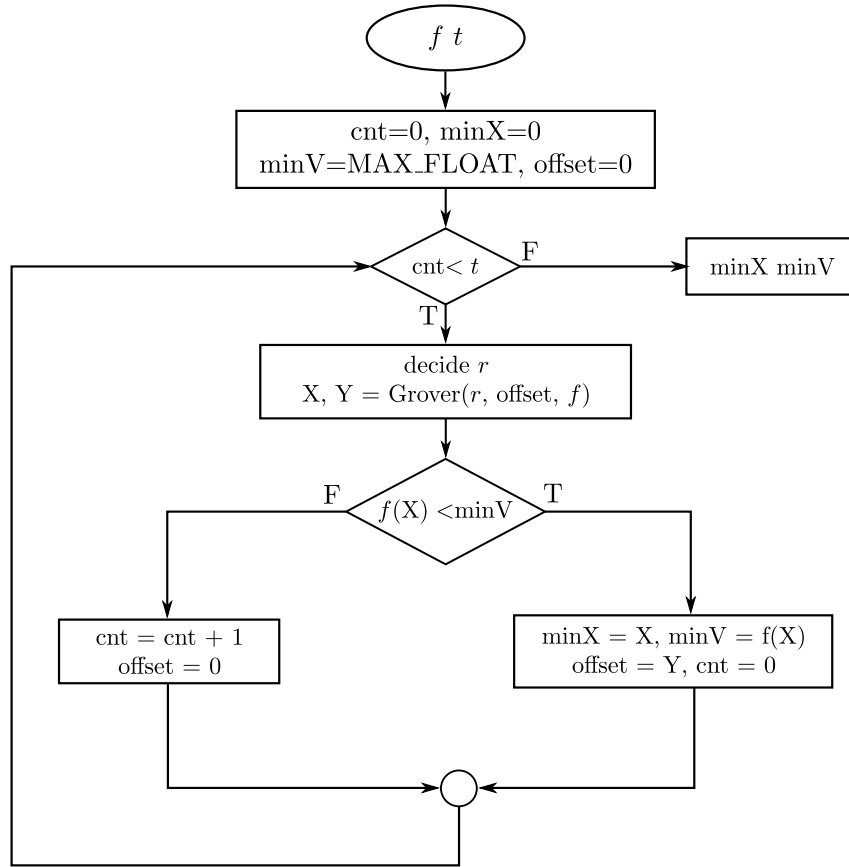 f t
cnt=0, minX=0
minV=MAX_FLOAT, offset=0
cnt< t
F
minX minV
T
decide r
X, Y = Grover(r, offset, f)
F
f(X) <minV
T
cnt = cnt + 1
offset = 0
minX = X, minV = f(X)
offset = Y, cnt = 0